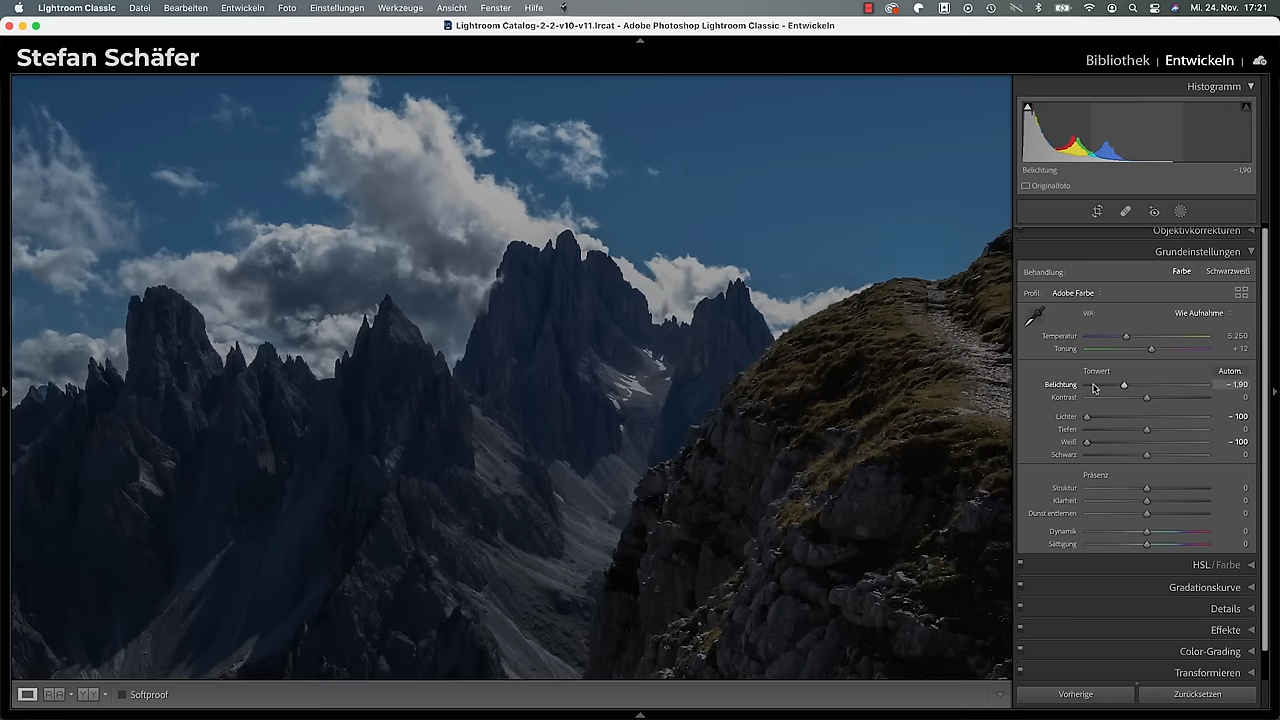 Lightroom Classic Datei Bearbeiten Entwickeln Foto Einstellungen Werkzeuge Ansicht Fenster Hilfe Mi. 24. Nov. 17:21
Lightroom Catalog-2-2-v10-v11.lrcat - Adobe Photoshop Lightroom Classic - Entwickeln
Stefan Schäfer
Bibliothek | Entwickeln |
Histogramm
Belichtung - 1,90
Originalfoto
Objektivkorrekturen
Grundeinstellungen
Behandlung: Farbe Schwarzweiß
Profil: Adobe Farbe
WA: Wie Aufnahme
Temperatur 5.250
Tonung + 12
Tonwert Autom.
Belichtung - 1,90
Kontrast 0
Lichter - 100
Tiefen 0
Weiß - 100
Schwarz 0
Präsenz
Struktur 0
Klarheit 0
Dunst entfernen 0
Dynamik 0
Sättigung 0
HSL / Farbe
Gradationskurve
Details
Effekte
Color-Grading
Transformieren
Softproof
Vorherige Zurücksetzen